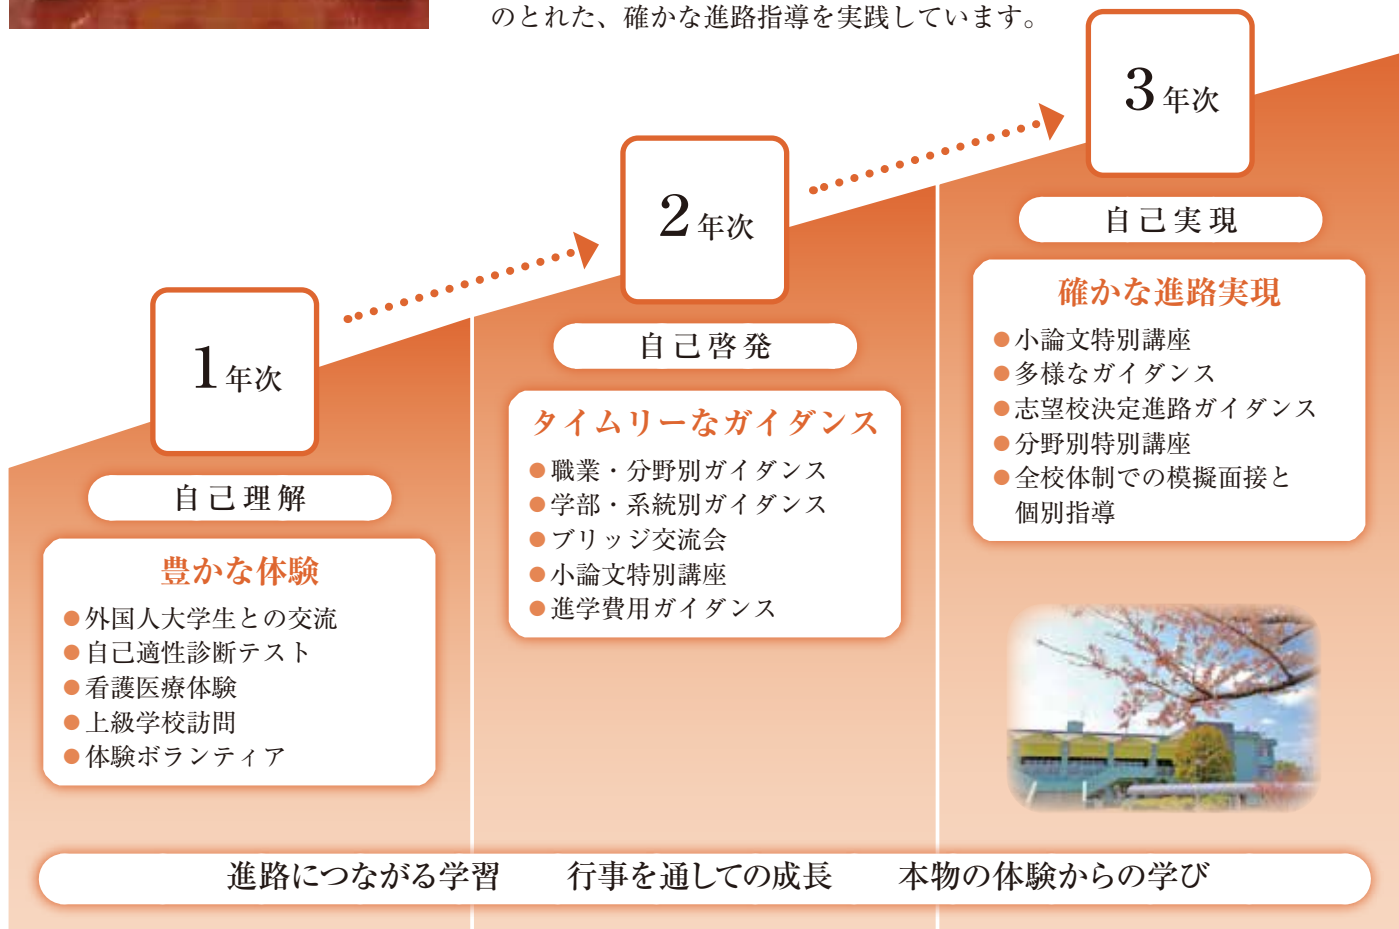 のとれた、確かな進路指導を実践しています。
1年次
自己理解
豊かな体験
●外国人大学生との交流
●自己適性診断テスト
●看護医療体験
●上級学校訪問
●体験ボランティア
2年次
自己啓発
タイムリーなガイダンス
●職業・分野別ガイダンス
●学部・系統別ガイダンス
●ブリッジ交流会
●小論文特別講座
●進学費用ガイダンス
3年次
自己実現
確かな進路実現
●小論文特別講座
●多様なガイダンス
●志望校決定進路ガイダンス
●分野別特別講座
●全校体制での模擬面接と
個別指導
進路につながる学習 行事を通しての成長 本物の体験からの学び